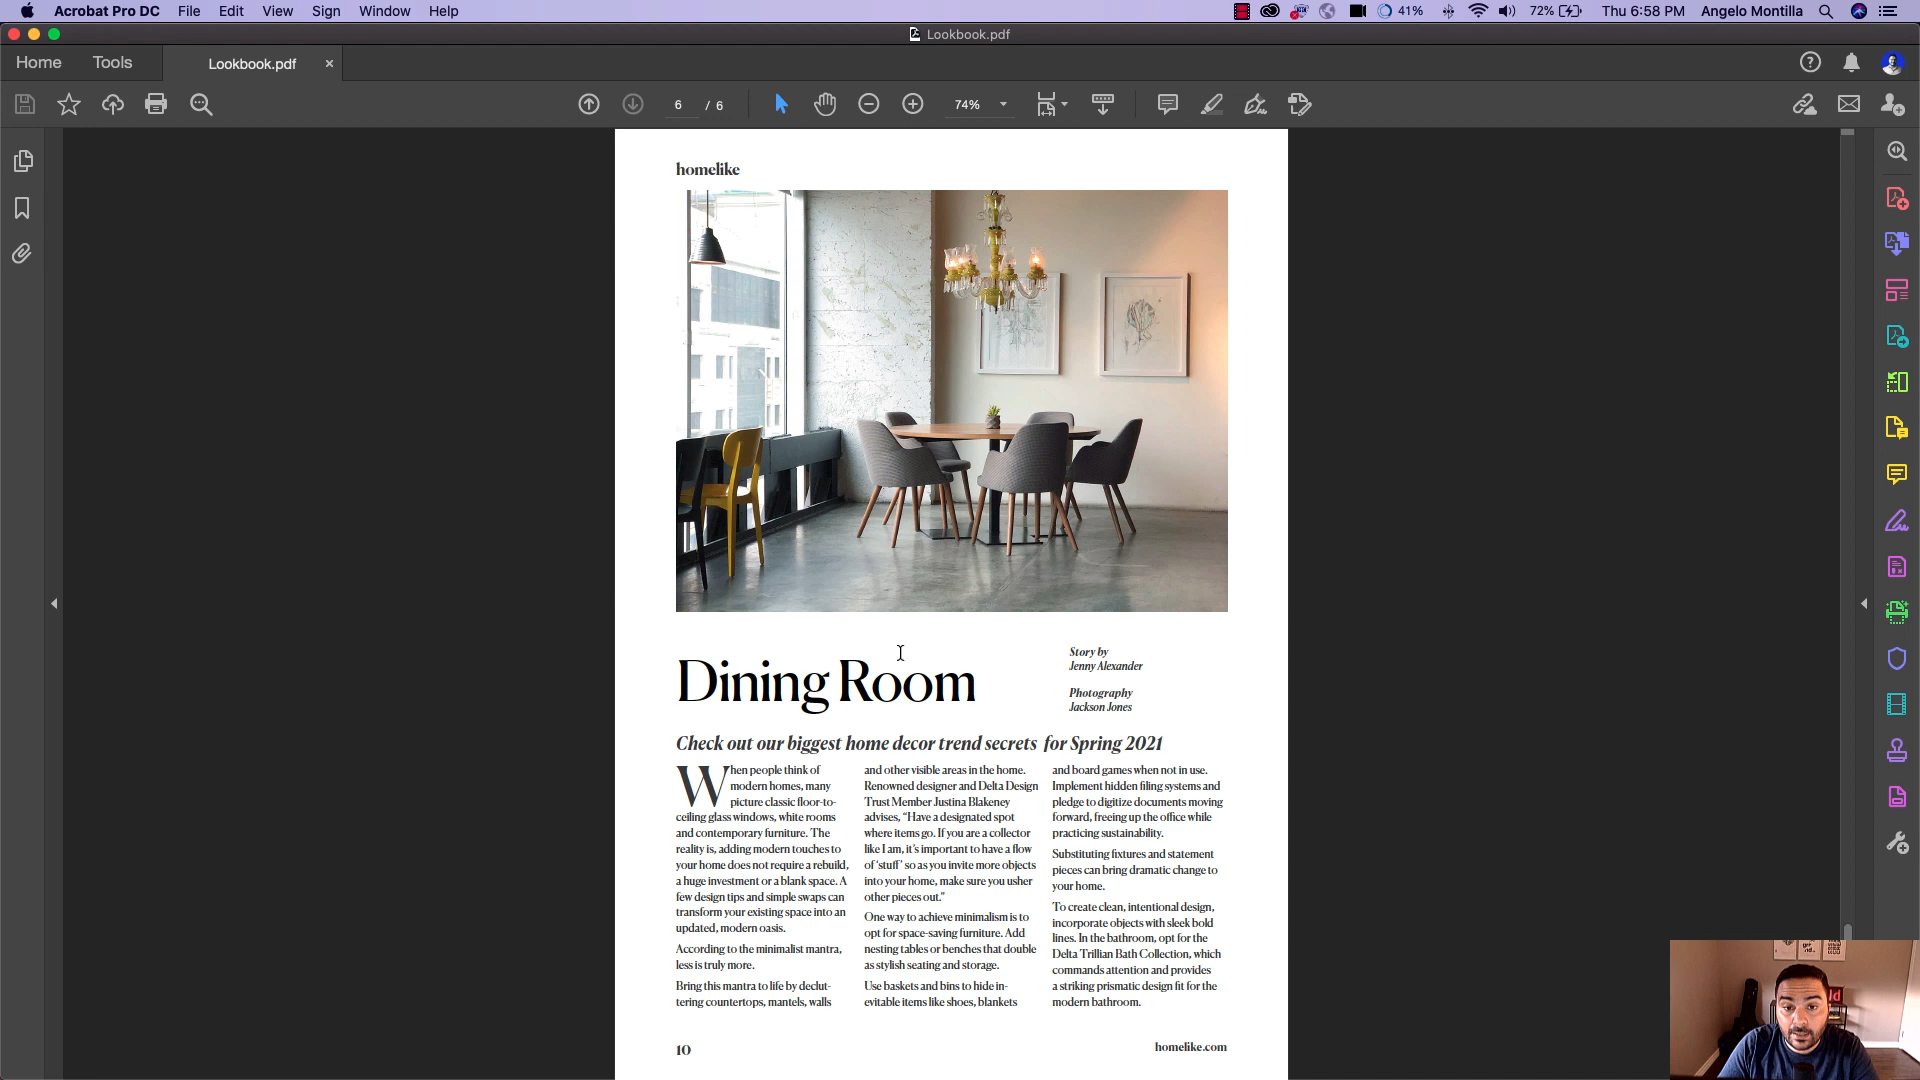 Acrobat Pro DC File Edit View Sign Window Help 41% 72% Thu 6:58 PM Angelo Montilla
Lookbook.pdf
Home Tools Lookbook.pdf ×
6 / 6 74%
homelike
Dining Room
Story by
Jenny Alexander
Photography
Jackson Jones
Check out our biggest home decor trend secrets for Spring 2021
When people think of
modern homes, many
picture classic floor-to-
ceiling glass windows, white rooms
and contemporary furniture. The
reality is, adding modern touches to
your home does not require a rebuild,
a huge investment or a blank space. A
few design tips and simple swaps can
transform your existing space into an
updated, modern oasis.
According to the minimalist mantra,
less is truly more.
Bring this mantra to life by declut-
tering countertops, mantels, walls
and other visible areas in the home.
Renowned designer and Delta Design
Trust Member Justina Blakeney
advises, “Have a designated spot
where items go. If you are a collector
like I am, it’s important to have a flow
of ‘stuff’ so as you invite more objects
into your home, make sure you usher
other pieces out.”
One way to achieve minimalism is to
opt for space-saving furniture. Add
nesting tables or benches that double
as stylish seating and storage.
Use baskets and bins to hide in-
evitable items like shoes, blankets
and board games when not in use.
Implement hidden filing systems and
pledge to digitize documents moving
forward, freeing up the office while
practicing sustainability.
Substituting fixtures and statement
pieces can bring dramatic change to
your home.
To create clean, intentional design,
incorporate objects with sleek bold
lines. In the bathroom, opt for the
Delta Trillian Bath Collection, which
commands attention and provides
a striking prismatic design fit for the
modern bathroom.
10
homelike.com